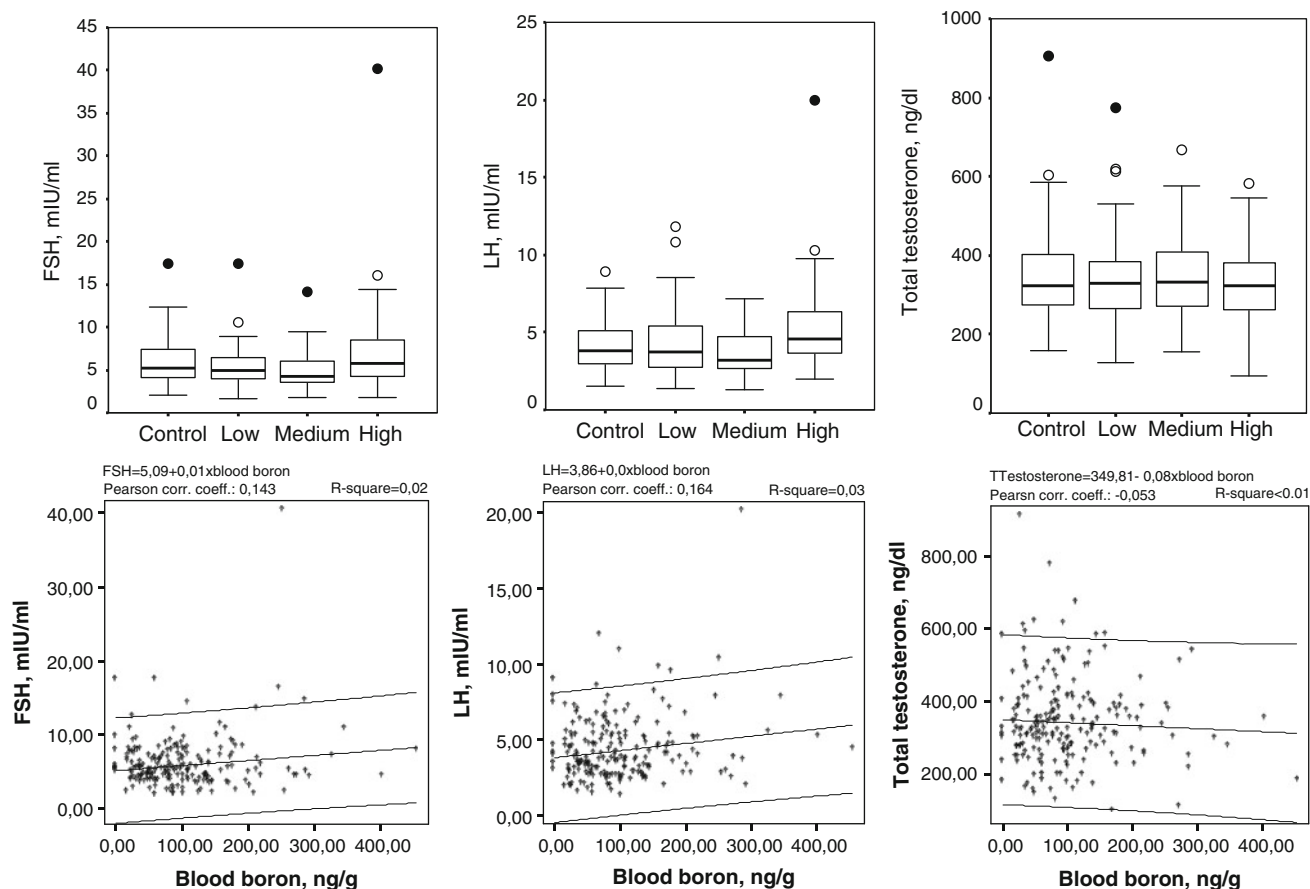 45
40
35
30
25
20
15
10
5
0
FSH, mIU/ml
Control Low Medium High
25
20
15
10
5
0
LH, mIU/ml
Control Low Medium High
1000
800
600
400
200
0
Total testosterone, ng/dl
Control Low Medium High
FSH=5,09+0,01xblood boron
Pearson corr. coeff.: 0,143 R-square=0,02
40,00
30,00
20,00
10,00
0,00
FSH, mIU/ml
0,00 100,00 200,00 300,00 400,00
Blood boron, ng/g
LH=3,86+0,0xblood boron
Pearson corr. coeff.: 0,164 R-square=0,03
20,00
15,00
10,00
5,00
0,00
LH, mIU/ml
0,00 100,00 200,00 300,00 400,00
Blood boron, ng/g
TTestosterone=349,81- 0,08xblood boron
Pearsn corr. coeff.: -0,053 R-square<0.01
800,00
600,00
400,00
200,00
Total testosterone, ng/dl
0,00 100,00 200,00 300,00 400,00
Blood boron, ng/g